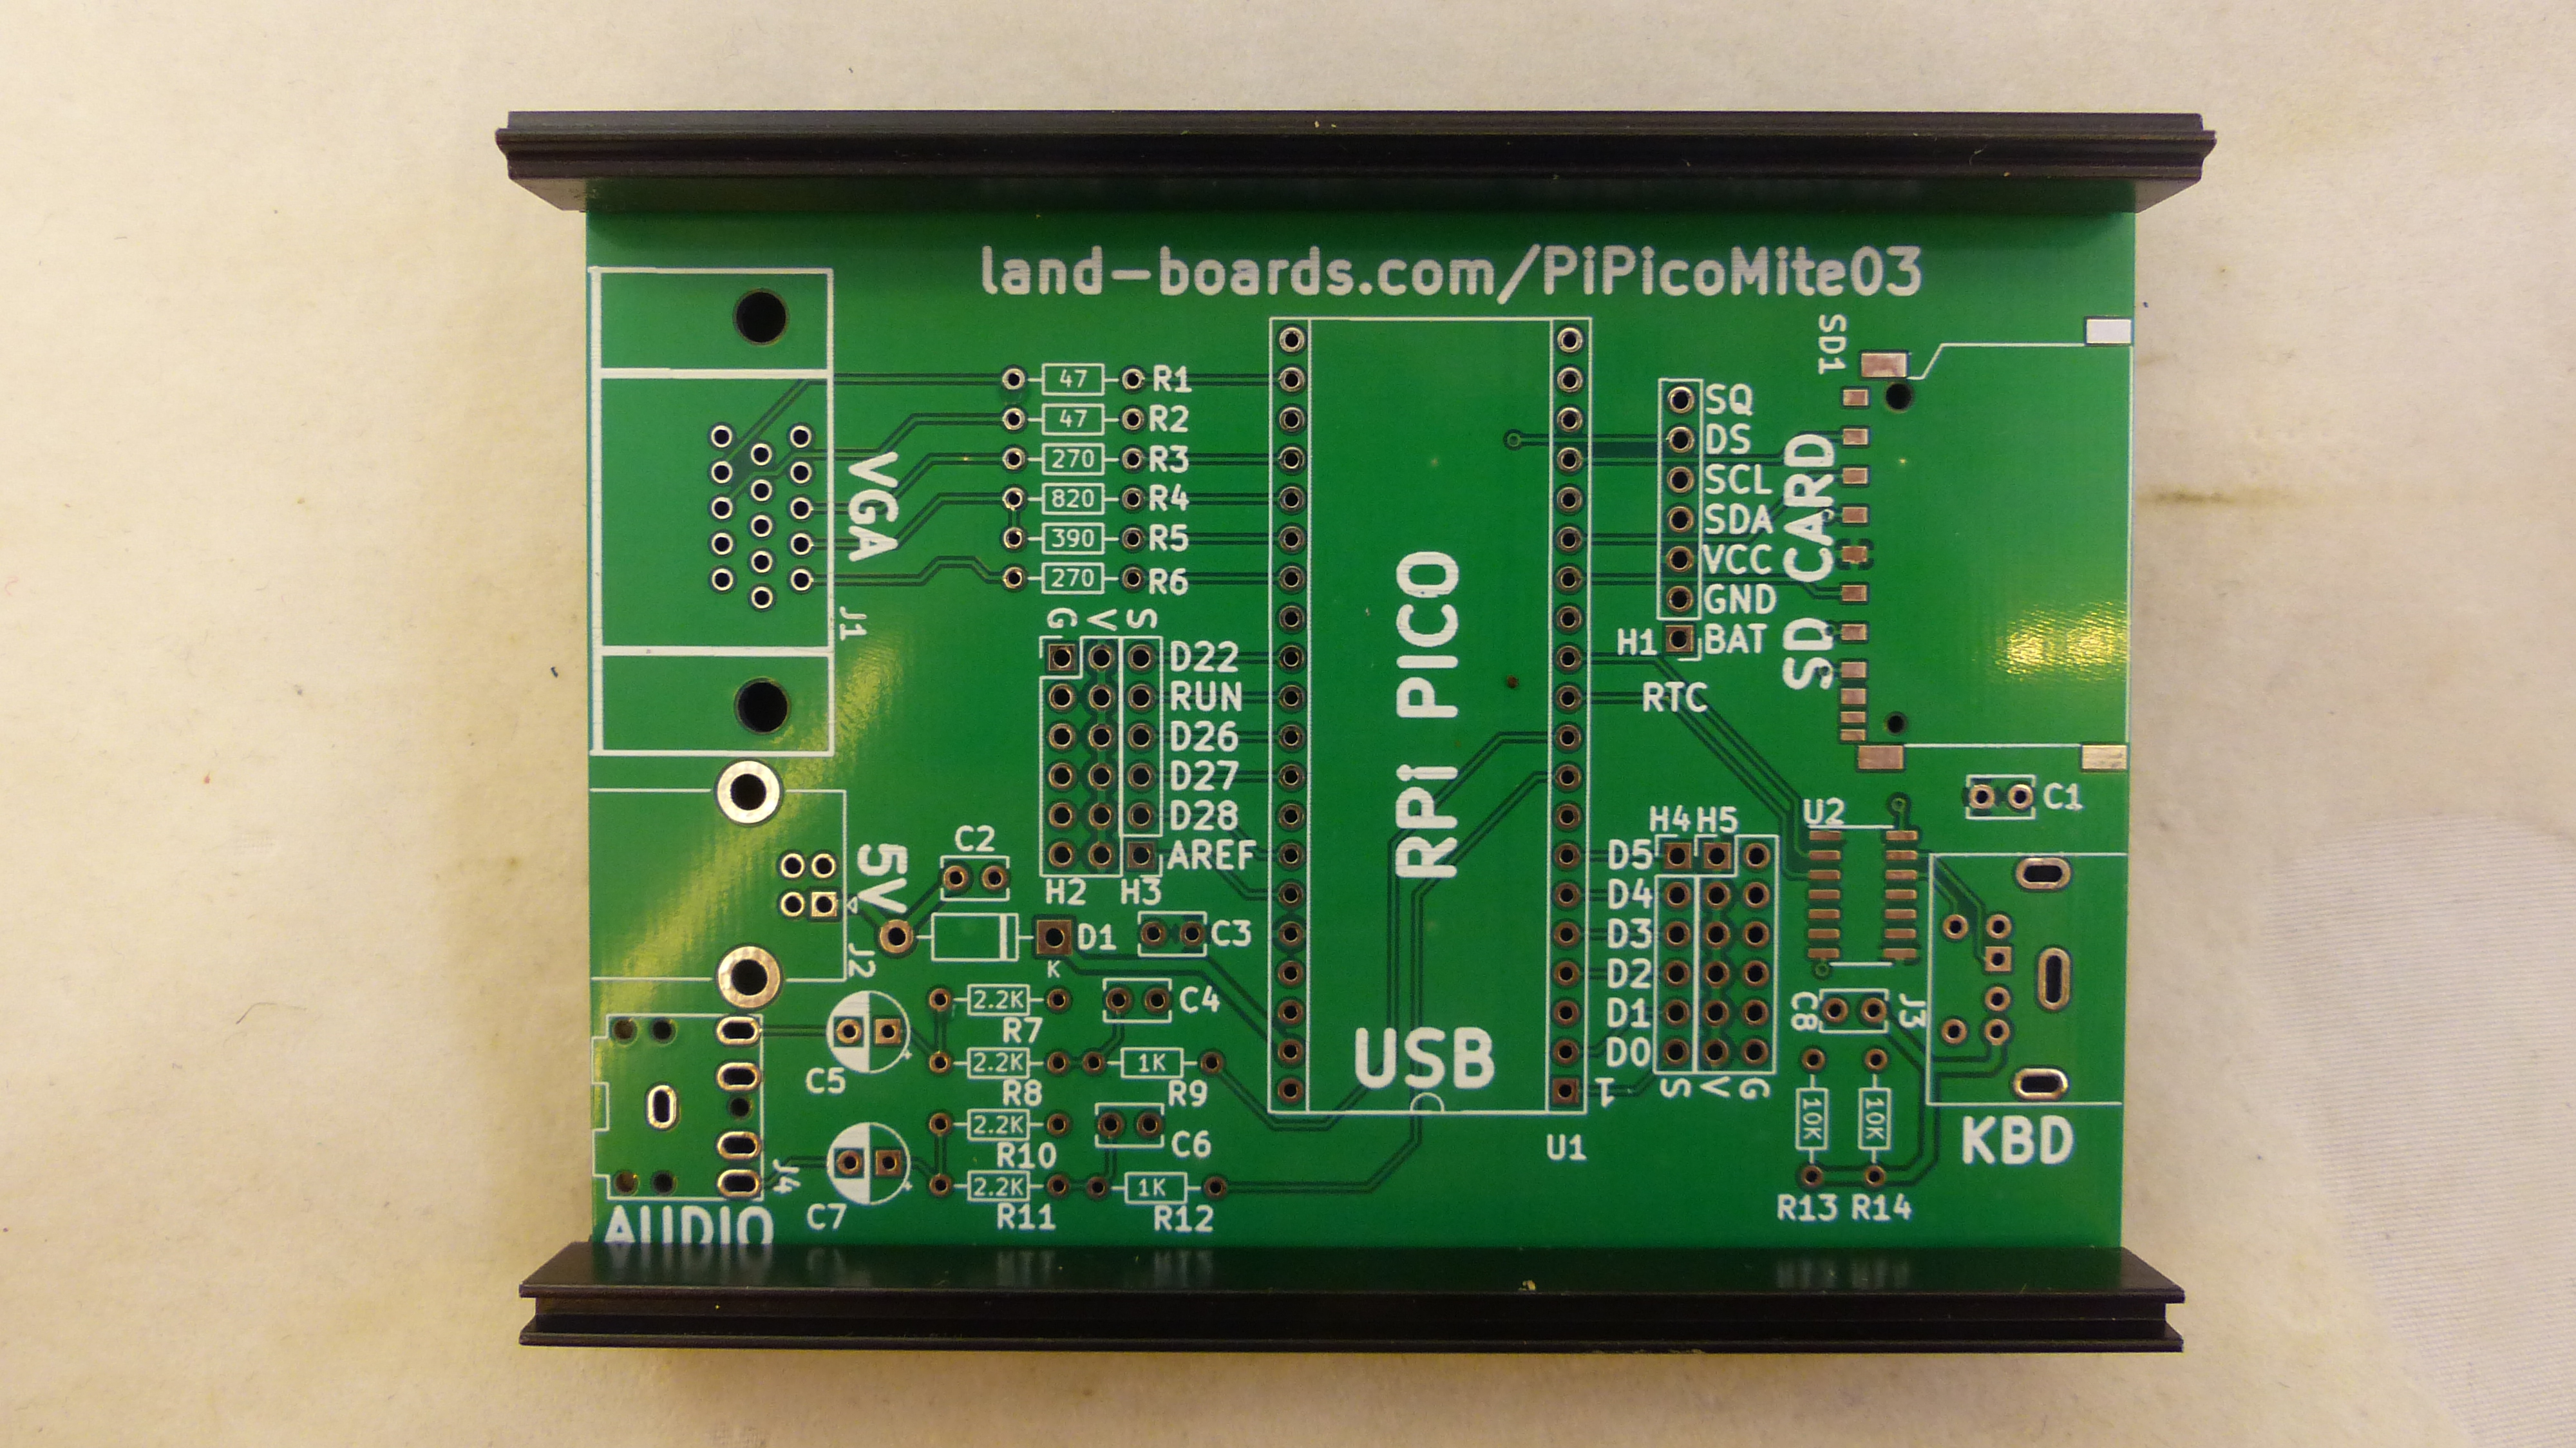 land-boards.com/PiPicoMite03
SD1
47 R1
47 R2
270 R3
820 R4
390 R5
270 R6
VGA
J1
G V S
D22
RUN
D26
D27
D28
AREF
H2 H3
RPi PICO
USB
U1
1
SQ
DS
SCL
SDA
VCC
GND
H1 BAT
SD CARD
RTC
C1
U2
H4 H5
D5
D4
D3
D2
D1
D0
S V G
C8
J3
10K 10K
R13 R14
KBD
5V
J2
C2
D1
K
C3
C4
2.2K
R7
C5
2.2K
R8
1K
R9
C6
2.2K
R10
C7
2.2K
R11
1K
R12
J4
AUDIO